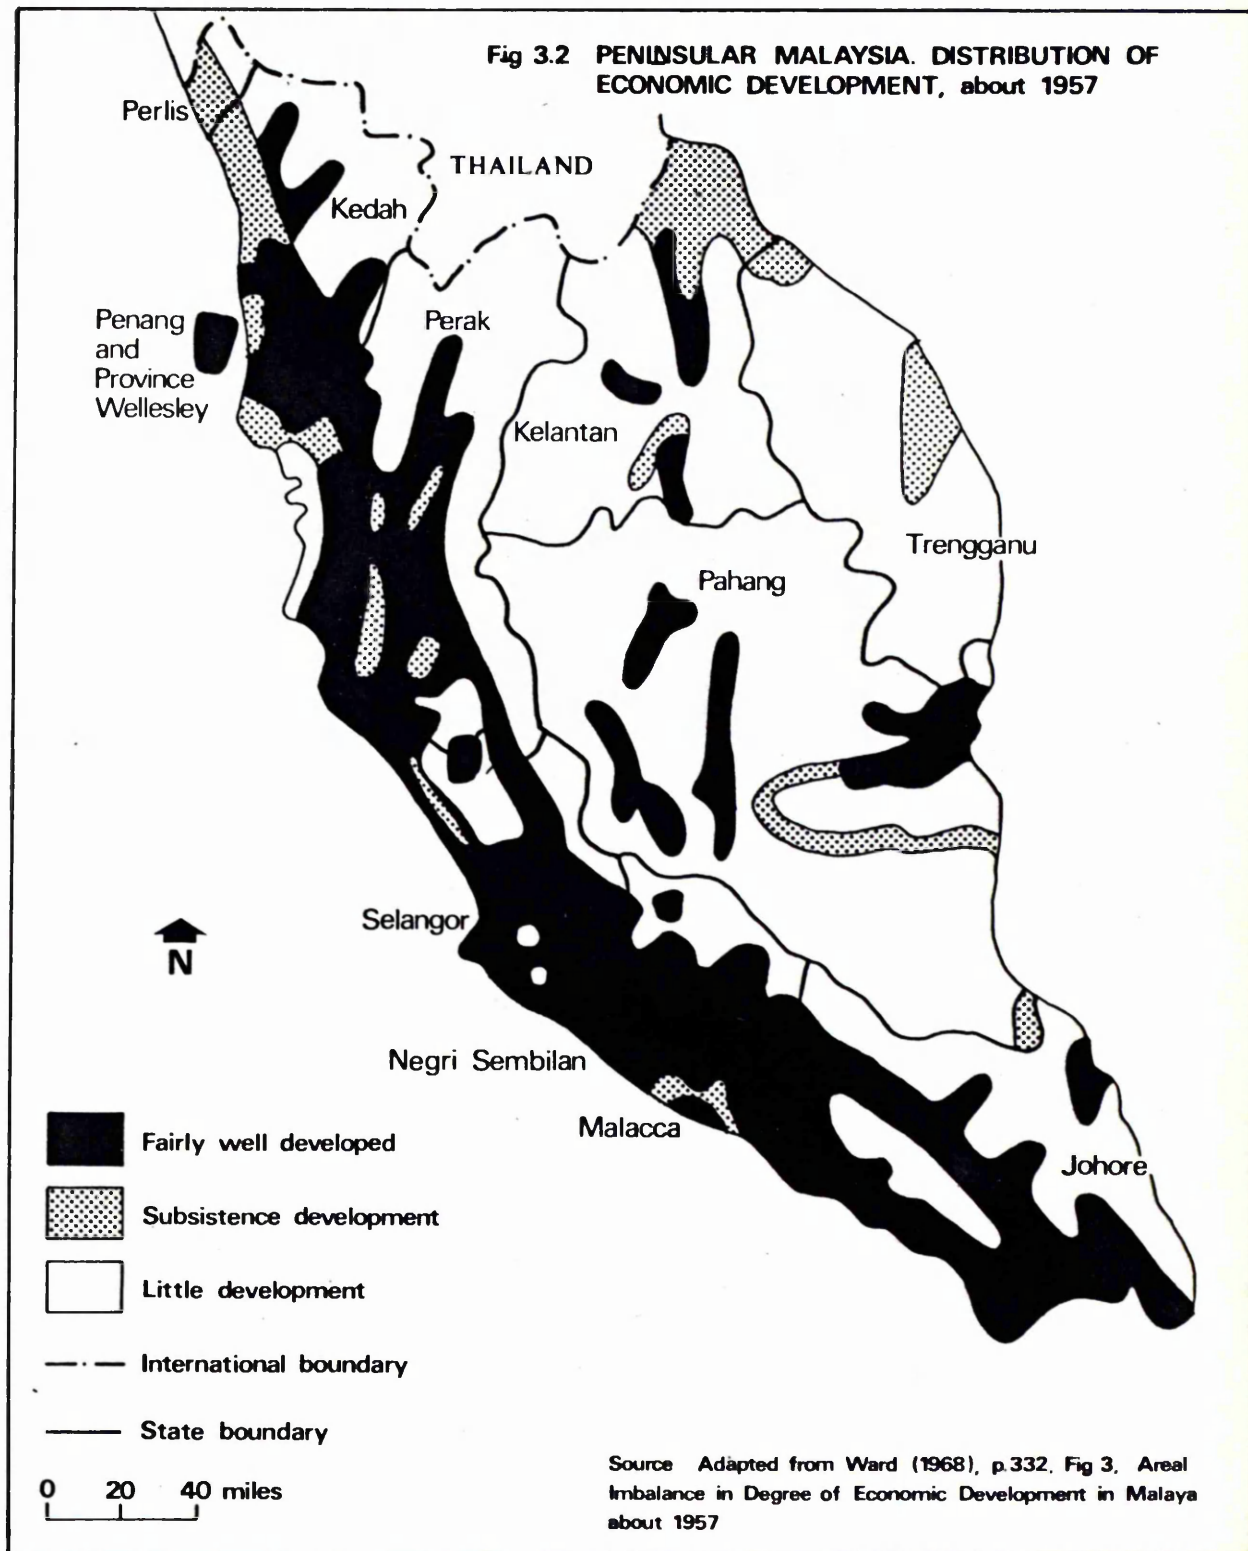 Fig 3.2 PENINSULAR MALAYSIA. DISTRIBUTION OF
ECONOMIC DEVELOPMENT, about 1957
Perlis
THAILAND
Kedah
Penang
and
Province
Wellesley
Perak
Kelantan
Trengganu
Pahang
Selangor
N
Negri Sembilan
Malacca
Johore
Fairly well developed
Subsistence development
Little development
International boundary
State boundary
0 20 40 miles
Source Adapted from Ward (1968), p.332, Fig 3, Areal
Imbalance in Degree of Economic Development in Malaya
about 1957